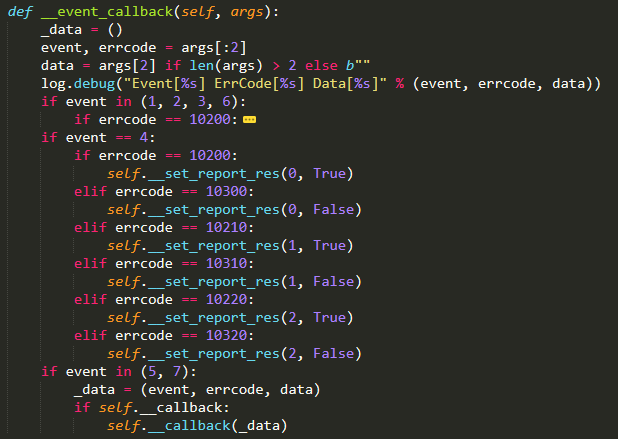 def __event_callback(self, args):
    _data = ()
    event, errcode = args[:2]
    data = args[2] if len(args) > 2 else b""
    log.debug("Event[%s] ErrCode[%s] Data[%s]" % (event, errcode, data))
    if event in (1, 2, 3, 6):
        if errcode == 10200:
    if event == 4:
        if errcode == 10200:
            self.__set_report_res(0, True)
        elif errcode == 10300:
            self.__set_report_res(0, False)
        elif errcode == 10210:
            self.__set_report_res(1, True)
        elif errcode == 10310:
            self.__set_report_res(1, False)
        elif errcode == 10220:
            self.__set_report_res(2, True)
        elif errcode == 10320:
            self.__set_report_res(2, False)
    if event in (5, 7):
        _data = (event, errcode, data)
        if self.__callback:
            self.__callback(_data)